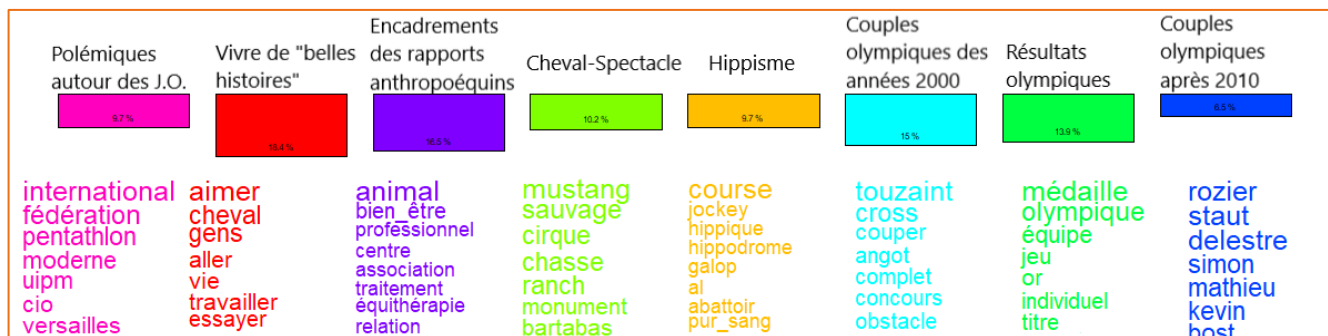 Polémiques
autour des J.O.
Vivre de "belles
histoires"
Encadrements
des rapports
anthropoéquins
Cheval-Spectacle
Hippisme
Couples
olympiques des
années 2000
Résultats
olympiques
Couples
olympiques
après 2010
9.7 %
18.4 %
16.5 %
10.2 %
9.7 %
15 %
13.9 %
6.5 %
international
fédération
pentathlon
moderne
uipm
cio
versailles
aimer
cheval
gens
aller
vie
travailler
essayer
animal
bien_être
professionnel
centre
association
traitement
équithérapie
relation
mustang
sauvage
cirque
chasse
ranch
monument
bartabas
course
jockey
hippique
hippodrome
galop
al
abattoir
pur_sang
touzaint
cross
couper
angot
complet
concours
obstacle
médaille
olympique
équipe
jeu
or
individuel
titre
rozier
staut
delestre
simon
mathieu
kevin
bost